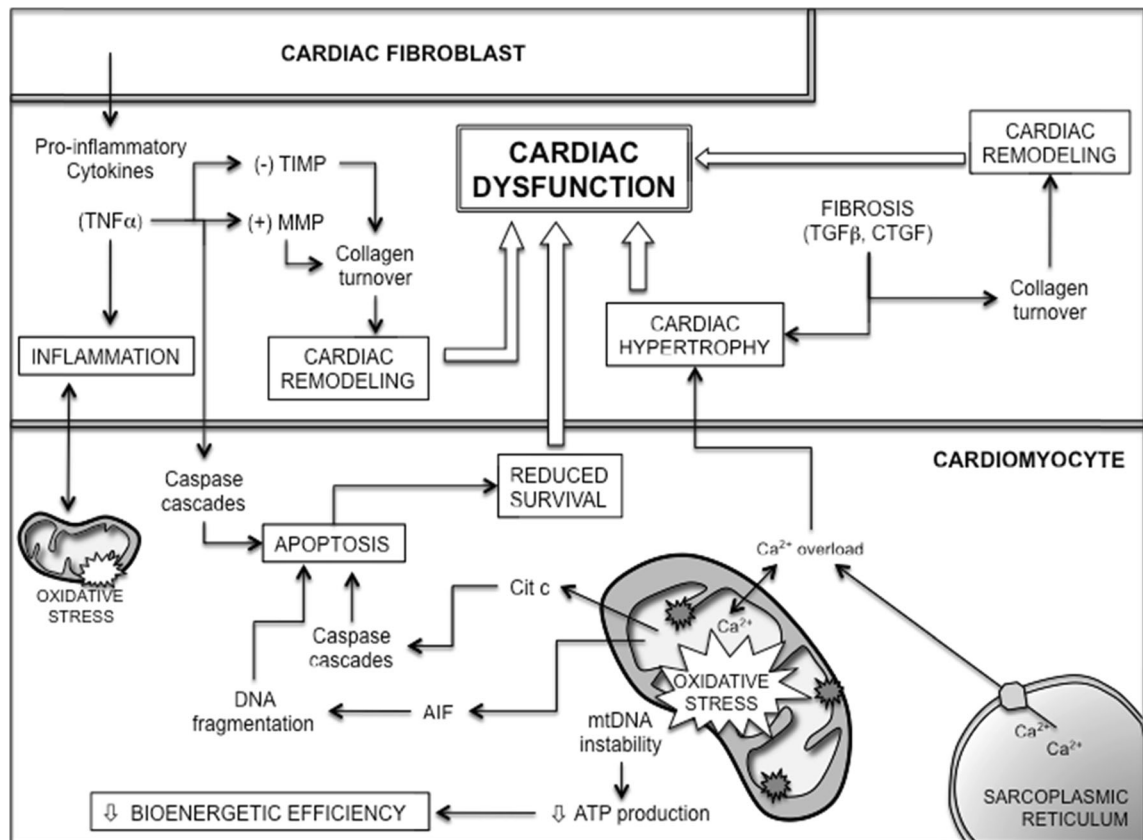 CARDIAC FIBROBLAST
Pro-inflammatory
Cytokines
(TNFα)
(-) TIMP
(+) MMP
Collagen
turnover
INFLAMMATION
CARDIAC
REMODELING
CARDIAC
DYSFUNCTION
CARDIAC
REMODELING
FIBROSIS
(TGFβ, CTGF)
Collagen
turnover
CARDIAC
HYPERTROPHY
CARDIOMYOCYTE
Caspase
cascades
REDUCED
SURVIVAL
APOPTOSIS
OXIDATIVE
STRESS
Ca²⁺ overload
Cit c
Ca²⁺
Caspase
cascades
OXIDATIVE
STRESS
DNA
fragmentation
AIF
mtDNA
instability
Ca²⁺
Ca²⁺
SARCOPLASMIC
RETICULUM
⇩ BIOENERGETIC EFFICIENCY
⇩ ATP production